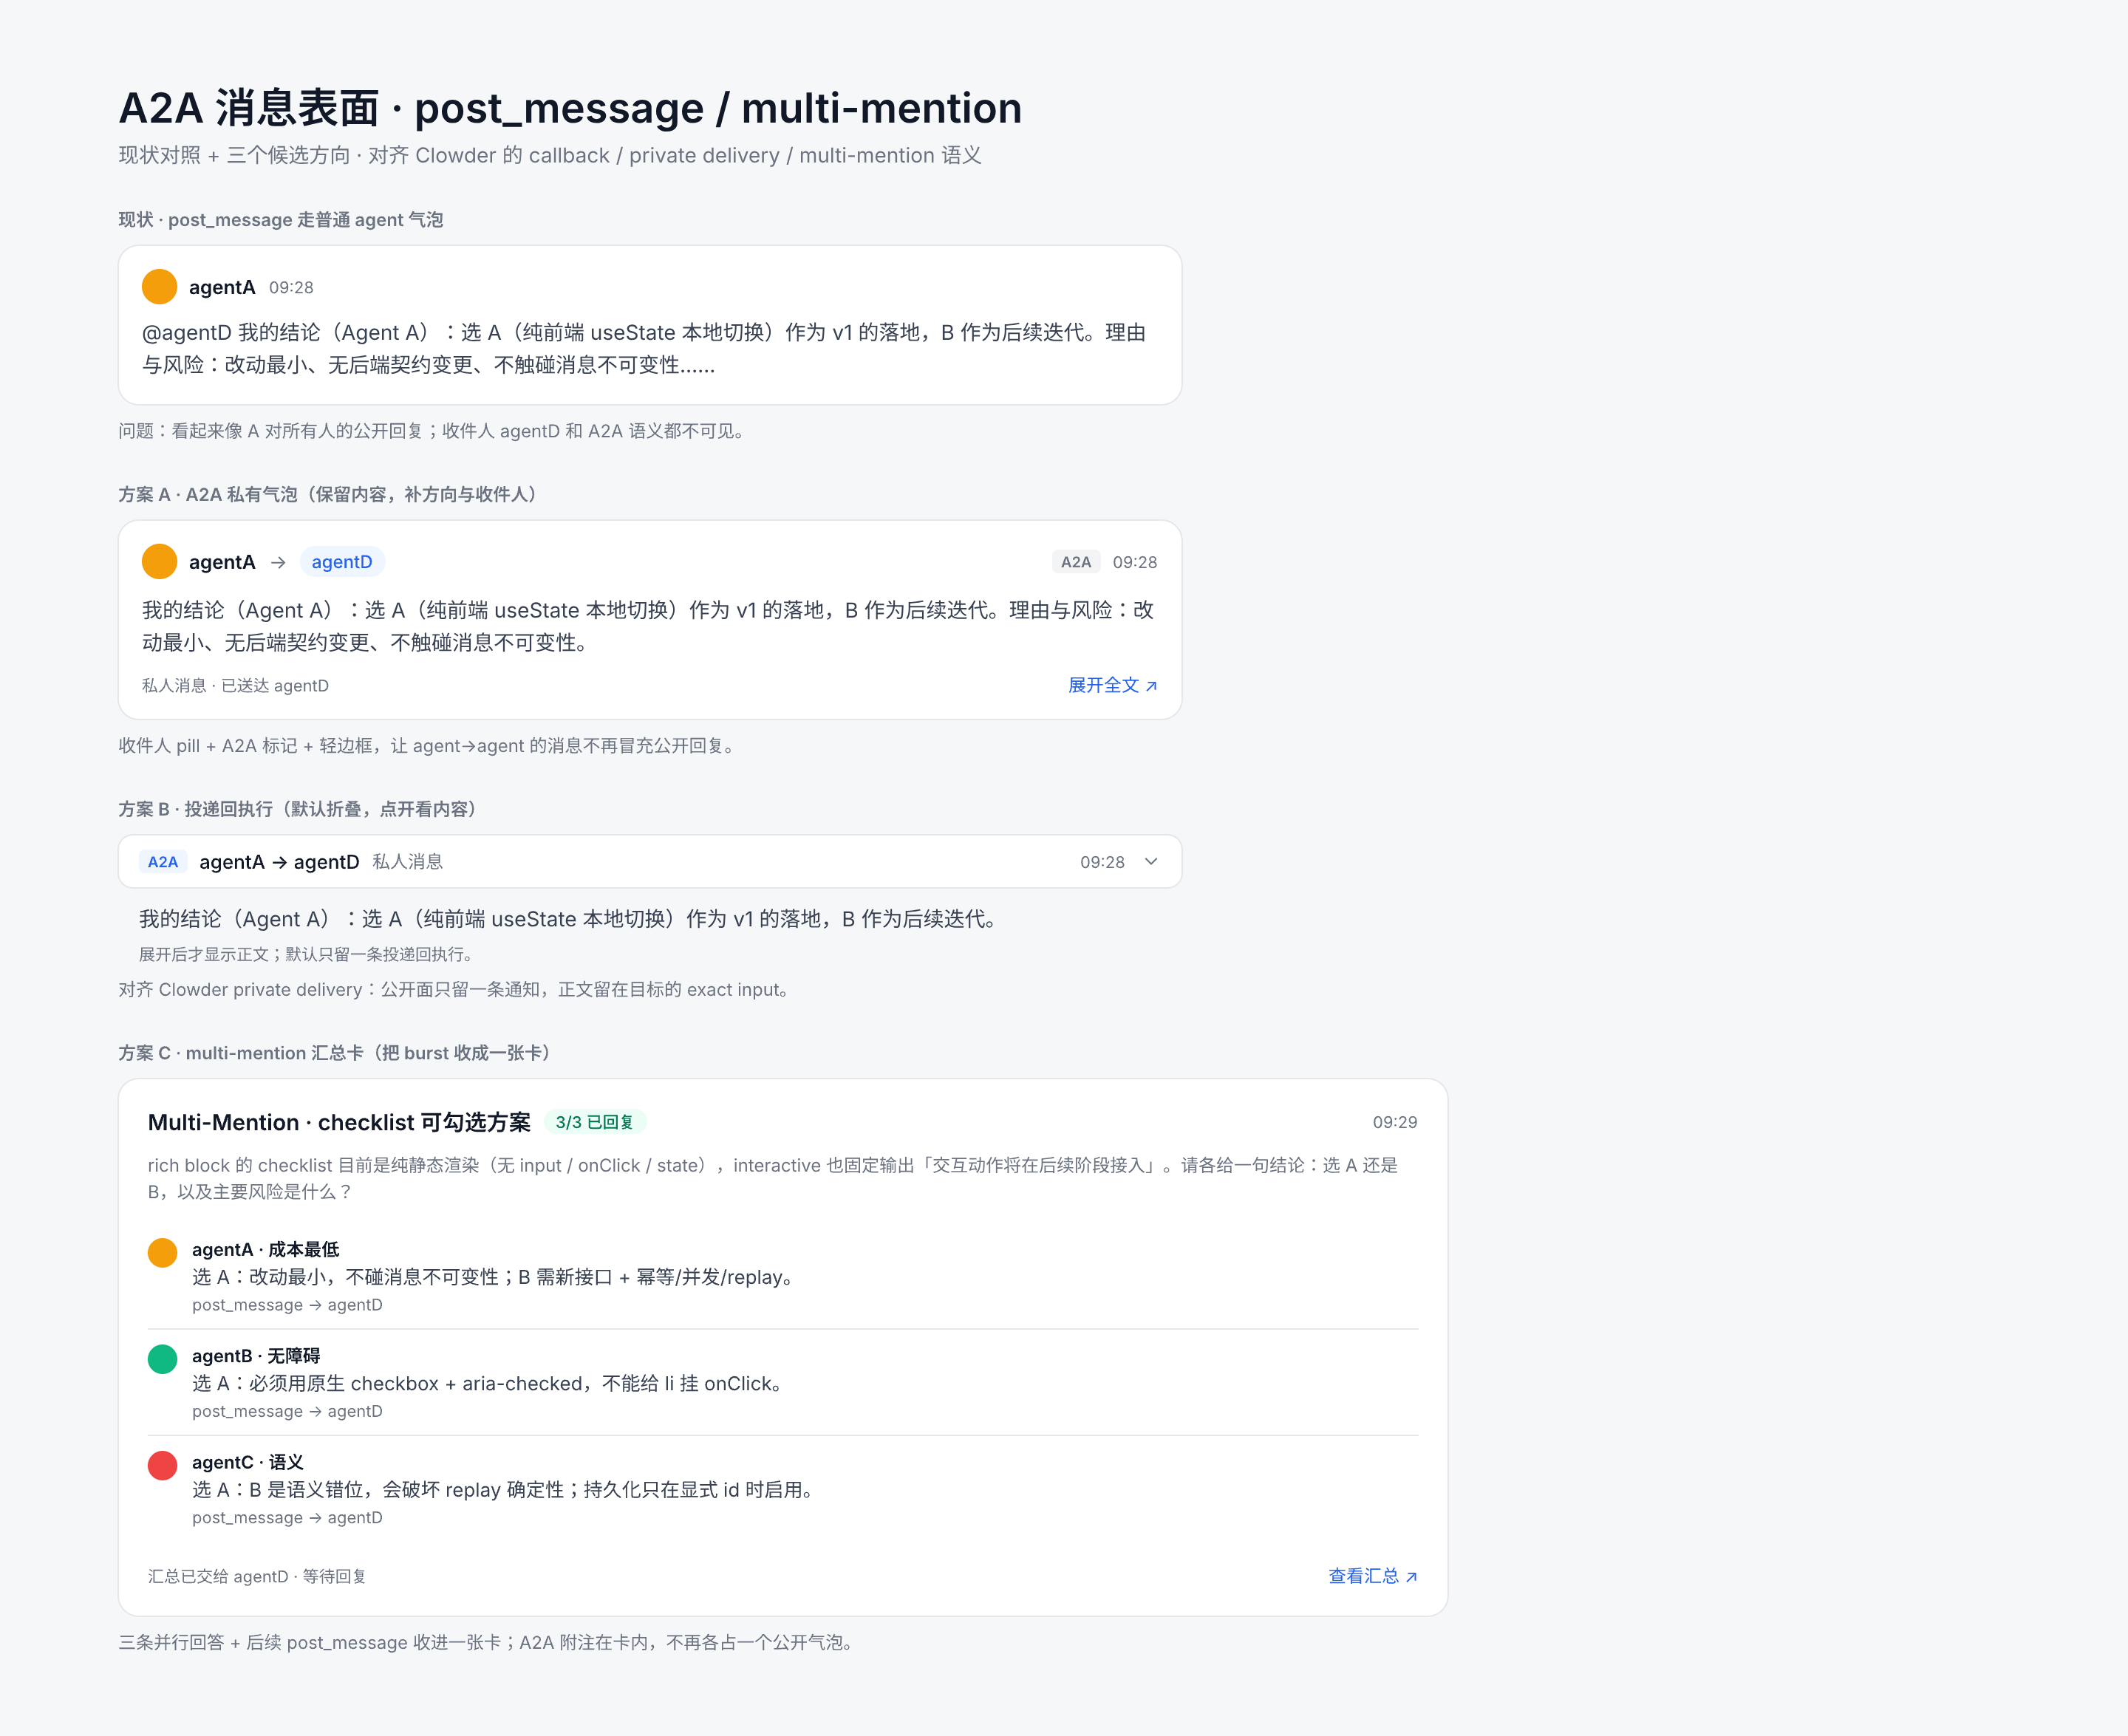 A2A 消息表面 · post_message / multi-mention
现状对照 + 三个候选方向 · 对齐 Clowder 的 callback / private delivery / multi-mention 语义
现状 · post_message 走普通 agent 气泡
agentA 09:28
@agentD 我的结论（Agent A）：选 A（纯前端 useState 本地切换）作为 v1 的落地，B 作为后续迭代。理由
与风险：改动最小、无后端契约变更、不触碰消息不可变性……
问题：看起来像 A 对所有人的公开回复；收件人 agentD 和 A2A 语义都不可见。
方案 A · A2A 私有气泡（保留内容，补方向与收件人）
agentA → agentD A2A 09:28
我的结论（Agent A）：选 A（纯前端 useState 本地切换）作为 v1 的落地，B 作为后续迭代。理由与风险：改
动最小、无后端契约变更、不触碰消息不可变性。
私人消息 · 已送达 agentD 展开全文 ↗
收件人 pill + A2A 标记 + 轻边框，让 agent→agent 的消息不再冒充公开回复。
方案 B · 投递回执行（默认折叠，点开看内容）
A2A agentA → agentD 私人消息 09:28
我的结论（Agent A）：选 A（纯前端 useState 本地切换）作为 v1 的落地，B 作为后续迭代。
展开后才显示正文；默认只留一条投递回执行。
对齐 Clowder private delivery：公开面只留一条通知，正文留在目标的 exact input。
方案 C · multi-mention 汇总卡（把 burst 收成一张卡）
Multi-Mention · checklist 可勾选方案 3/3 已回复 09:29
rich block 的 checklist 目前是纯静态渲染（无 input / onClick / state），interactive 也固定输出「交互动作将在后续阶段接入」。请各给一句结论：选 A 还是
B，以及主要风险是什么？
agentA · 成本最低
选 A：改动最小，不碰消息不可变性；B 需新接口 + 幂等/并发/replay。
post_message → agentD
agentB · 无障碍
选 A：必须用原生 checkbox + aria-checked，不能给 li 挂 onClick。
post_message → agentD
agentC · 语义
选 A：B 是语义错位，会破坏 replay 确定性；持久化只在显式 id 时启用。
post_message → agentD
汇总已交给 agentD · 等待回复 查看汇总 ↗
三条并行回答 + 后续 post_message 收进一张卡；A2A 附注在卡内，不再各占一个公开气泡。